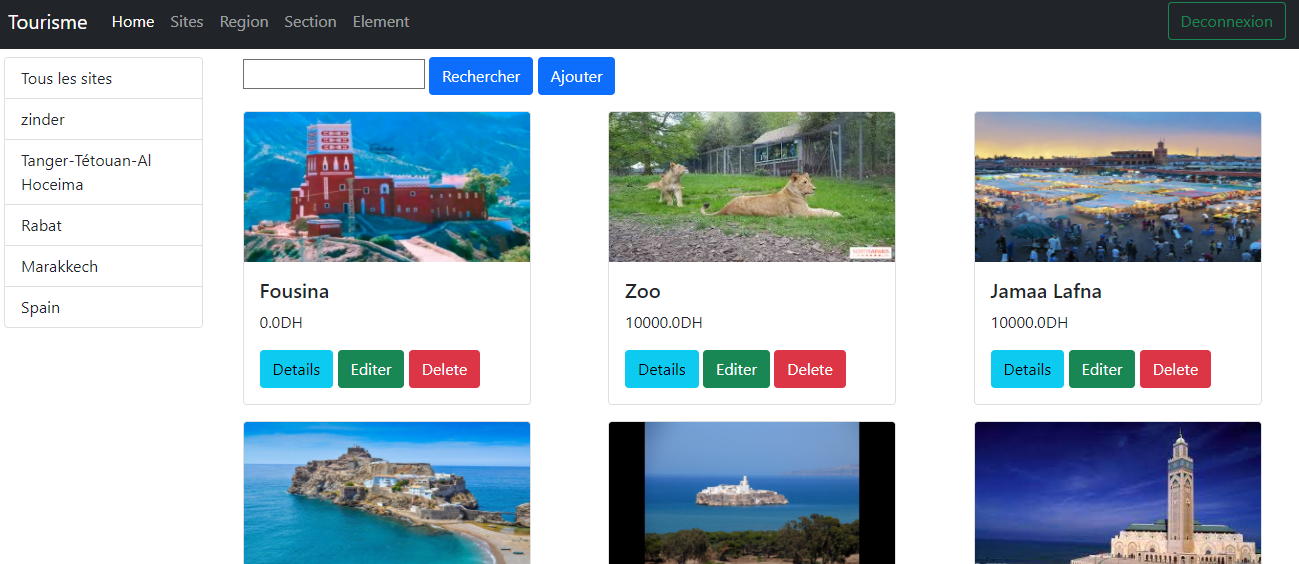 Tourisme Home Sites Region Section Element Deconnexion
Tous les sites
zinder
Tanger-Tétouan-Al
Hoceima
Rabat
Marakkech
Spain
Rechercher Ajouter
Fousina
0.0DH
Details Editer Delete
Zoo
10000.0DH
Details Editer Delete
Jamaa Lafna
10000.0DH
Details Editer Delete